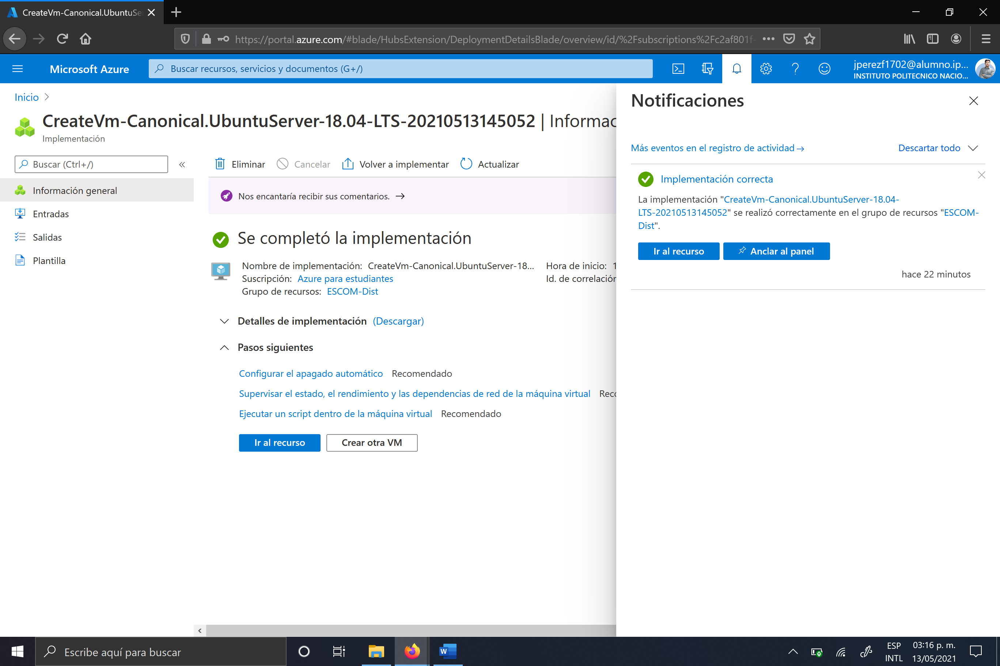 CreateVm-Canonical.UbuntuSe
https://portal.azure.com/#blade/HubsExtension/DeploymentDetailsBlade/overview/id/%2Fsubscriptions%2Fc2af801f-
Microsoft Azure
Buscar recursos, servicios y documentos (G+/)
jperezf1702@alumno.ip...
INSTITUTO POLITECNICO NACIO...
Inicio
CreateVm-Canonical.UbuntuServer-18.04-LTS-20210513145052 | Informac
Implementación
Buscar (Ctrl+/)
Información general
Entradas
Salidas
Plantilla
Eliminar
Cancelar
Volver a implementar
Actualizar
Nos encantaría recibir sus comentarios. →
Se completó la implementación
Nombre de implementación: CreateVm-Canonical.UbuntuServer-18...
Suscripción: Azure para estudiantes
Grupo de recursos: ESCOM-Dist
Hora de inicio: 1
Id. de correlación
Detalles de implementación (Descargar)
Pasos siguientes
Configurar el apagado automático Recomendado
Supervisar el estado, el rendimiento y las dependencias de red de la máquina virtual Reco
Ejecutar un script dentro de la máquina virtual Recomendado
Ir al recurso
Crear otra VM
Notificaciones
Más eventos en el registro de actividad →
Descartar todo
Implementación correcta
La implementación "CreateVm-Canonical.UbuntuServer-18.04-
LTS-20210513145052" se realizó correctamente en el grupo de recursos "ESCOM-
Dist".
Ir al recurso
Anclar al panel
hace 22 minutos
Escribe aquí para buscar
ESP
INTL
03:16 p. m.
13/05/2021